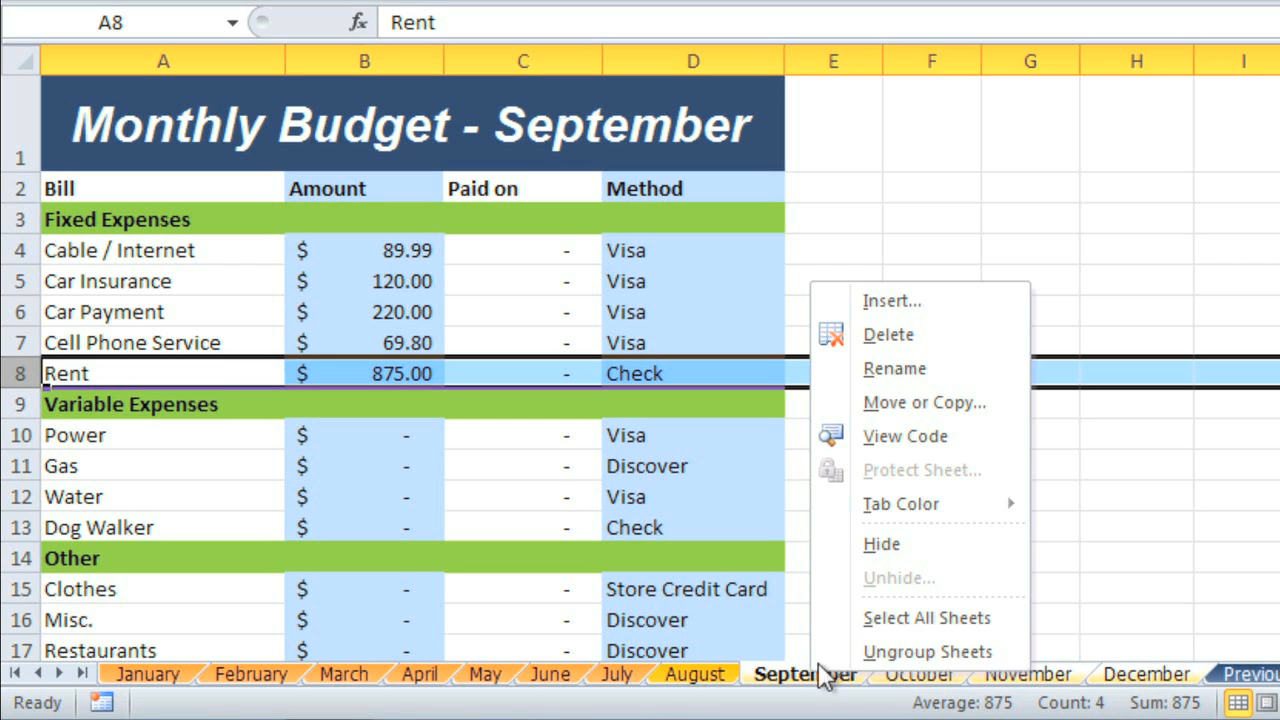 A8 fx Rent
A B C D E F G H I
1 Monthly Budget - September
2 Bill Amount Paid on Method
3 Fixed Expenses
4 Cable / Internet $ 89.99 - Visa
5 Car Insurance $ 120.00 - Visa
6 Car Payment $ 220.00 - Visa
7 Cell Phone Service $ 69.80 - Visa
8 Rent $ 875.00 - Check
9 Variable Expenses
10 Power $ - - Visa
11 Gas $ - - Discover
12 Water $ - - Visa
13 Dog Walker $ - - Check
14 Other
15 Clothes $ - - Store Credit Card
16 Misc. $ - - Discover
17 Restaurants $ - - Discover
Insert...
Delete
Rename
Move or Copy...
View Code
Protect Sheet...
Tab Color
Hide
Unhide...
Select All Sheets
Ungroup Sheets
January February March April May June July August September October November December Previou
Ready Average: 875 Count: 4 Sum: 875